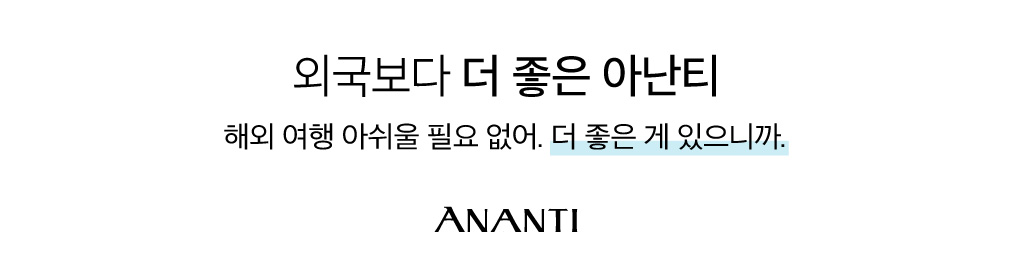 외국보다 더 좋은 아난티
해외 여행 아쉬울 필요 없어. 더 좋은 게 있으니까.
ANANTI